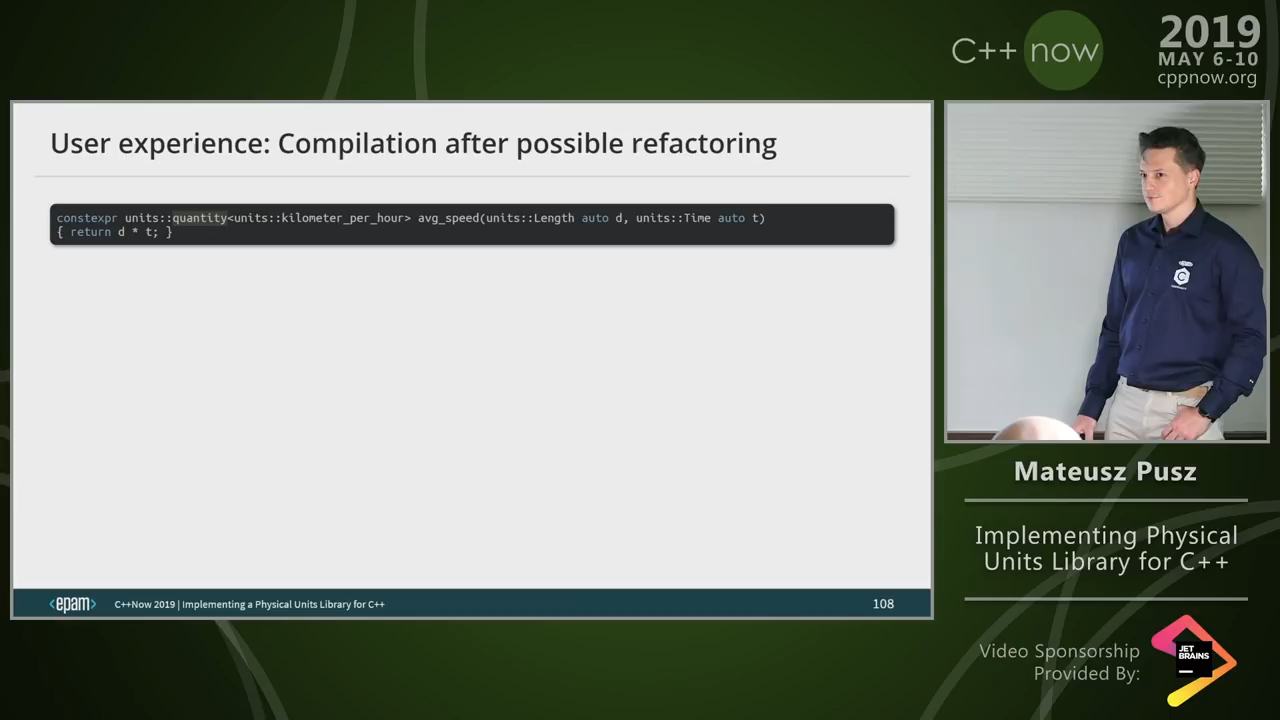 C++ now
2019
MAY 6-10
cppnow.org
User experience: Compilation after possible refactoring
constexpr units::quantity<units::kilometer_per_hour> avg_speed(units::Length auto d, units::Time auto t)
{ return d * t; }
<epam>
C++Now 2019 | Implementing a Physical Units Library for C++
108
Mateusz Pusz
Implementing Physical
Units Library for C++
Video Sponsorship
Provided By:
JET
BRAINS